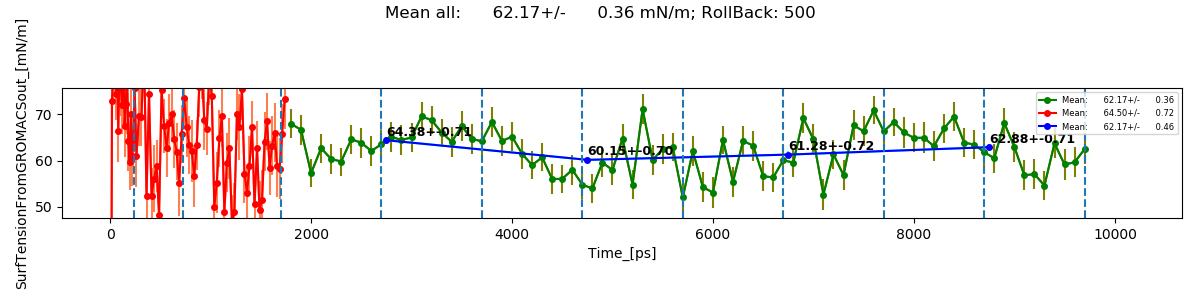 Mean all: 62.17+/- 0.36 mN/m; RollBack: 500
SurfTensionFromGROMACSout_[mN/m]
70
60
50
64.38+-0.71
60.15+-0.70
61.28+-0.72
62.88+-0.71
Mean: 62.17+/- 0.36
Mean: 64.50+/- 0.72
Mean: 62.17+/- 0.46
0 2000 4000 6000 8000 10000
Time_[ps]